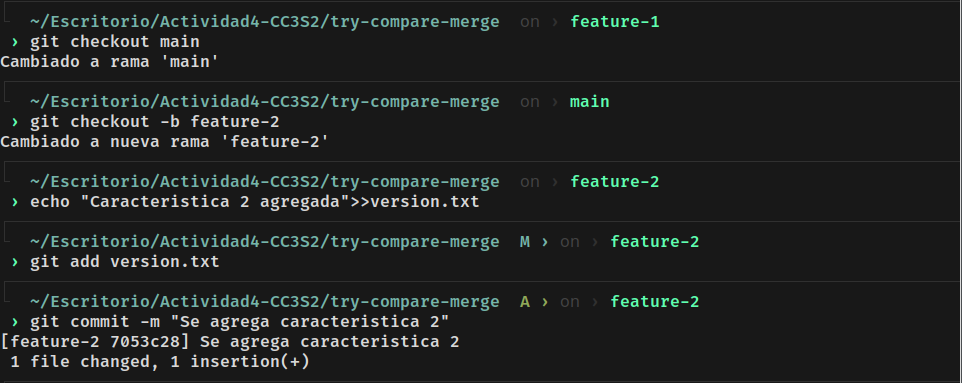 ~/Escritorio/Actividad4-CC3S2/try-compare-merge on › feature-1
› git checkout main
Cambiado a rama 'main'
~/Escritorio/Actividad4-CC3S2/try-compare-merge on › main
› git checkout -b feature-2
Cambiado a nueva rama 'feature-2'
~/Escritorio/Actividad4-CC3S2/try-compare-merge on › feature-2
› echo "Caracteristica 2 agregada">>version.txt
~/Escritorio/Actividad4-CC3S2/try-compare-merge M › on › feature-2
› git add version.txt
~/Escritorio/Actividad4-CC3S2/try-compare-merge A › on › feature-2
› git commit -m "Se agrega caracteristica 2"
[feature-2 7053c28] Se agrega caracteristica 2
1 file changed, 1 insertion(+)